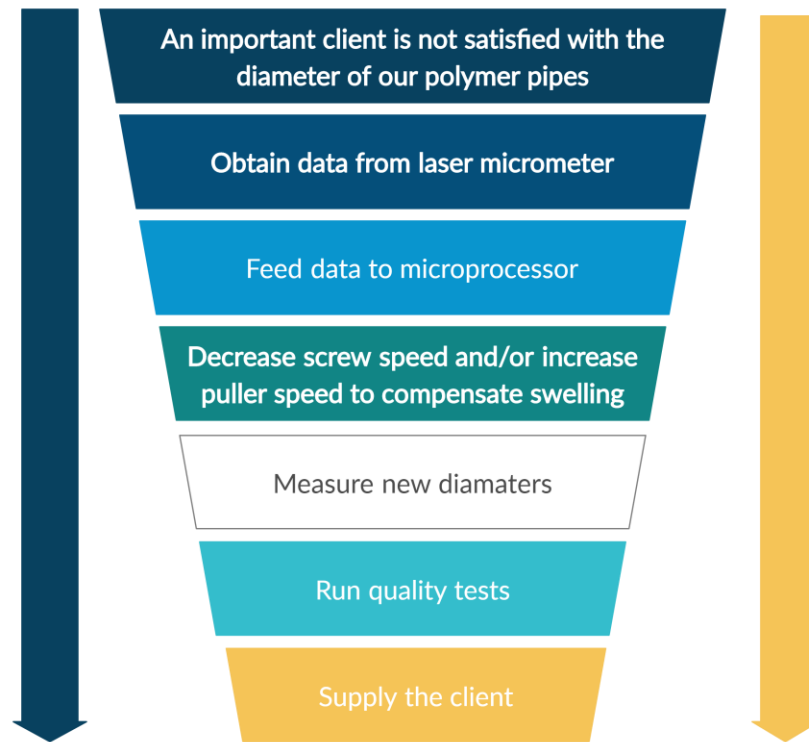 An important client is not satisfied with the
diameter of our polymer pipes
Obtain data from laser micrometer
Feed data to microprocessor
Decrease screw speed and/or increase
puller speed to compensate swelling
Measure new diamaters
Run quality tests
Supply the client